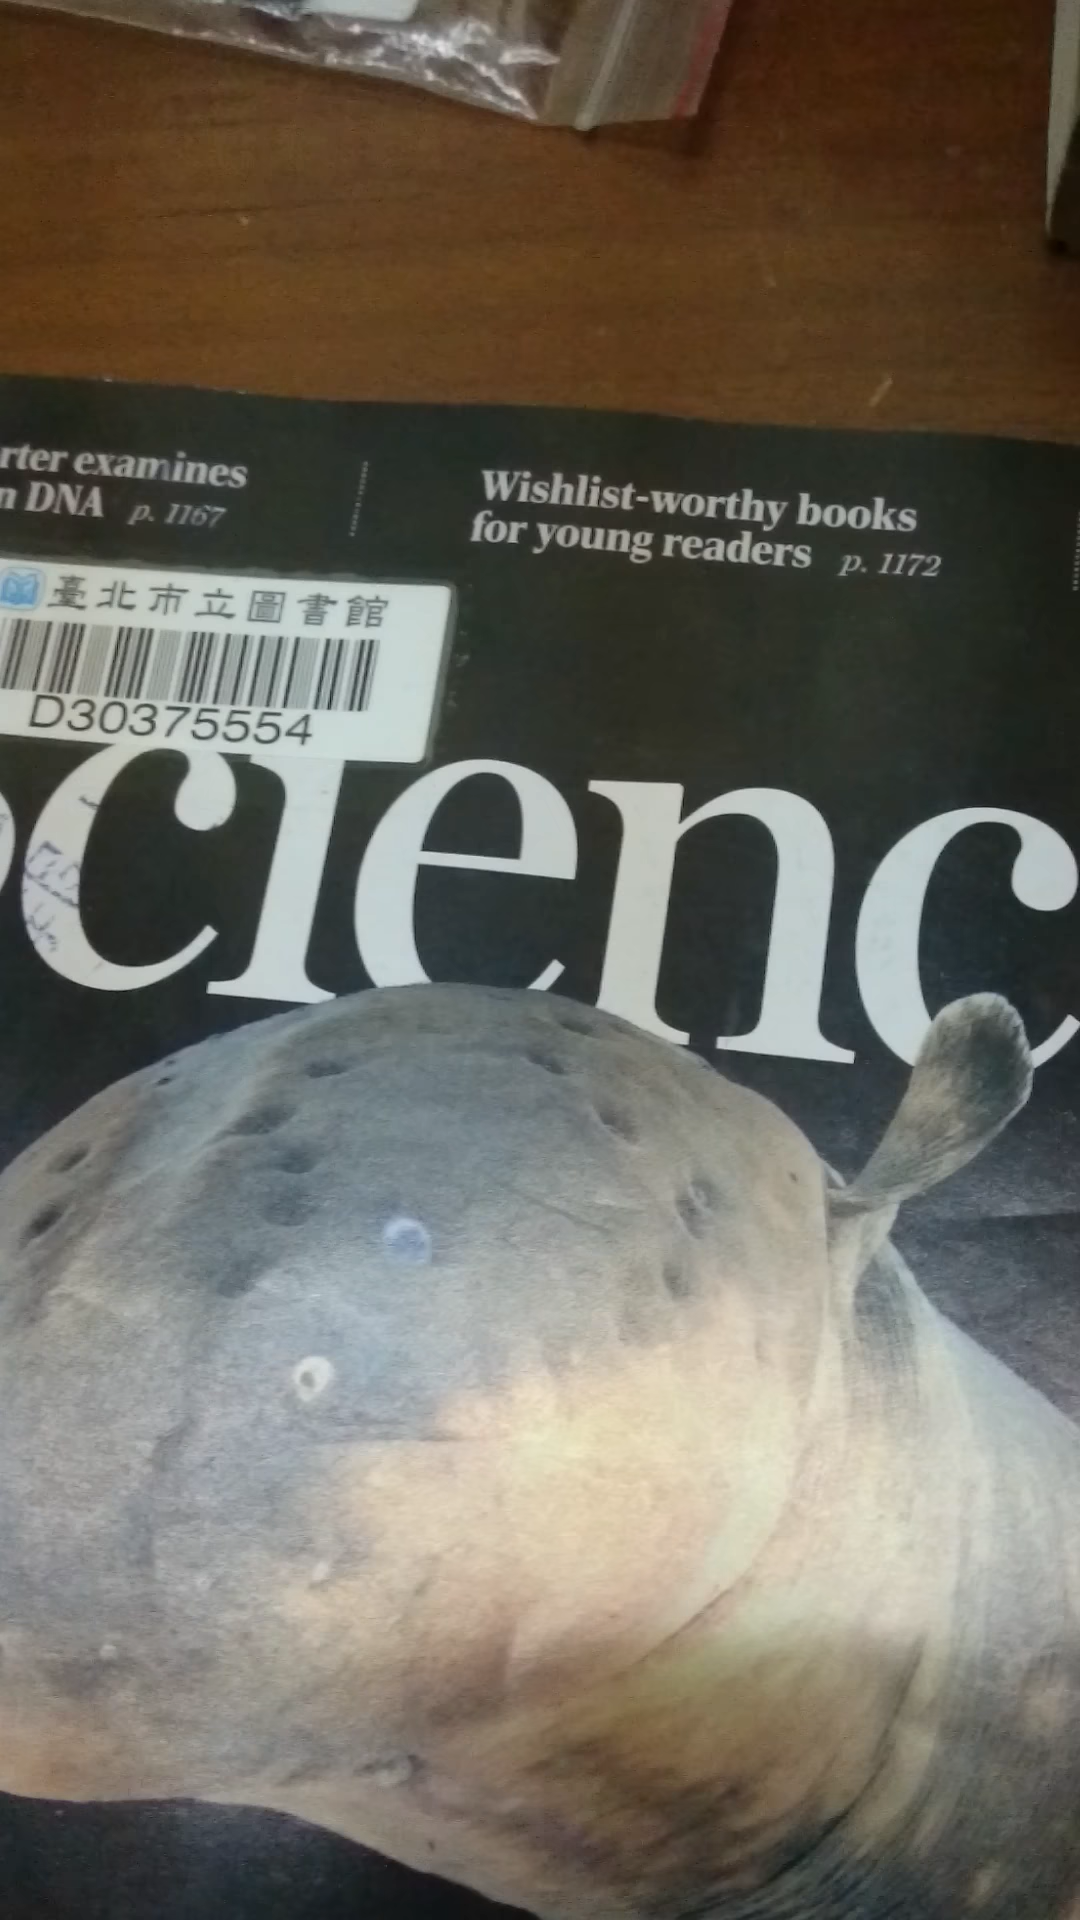 rter examines
n DNA p. 1167
Wishlist-worthy books
for young readers p. 1172
臺北市立圖書館
D30375554
cienc